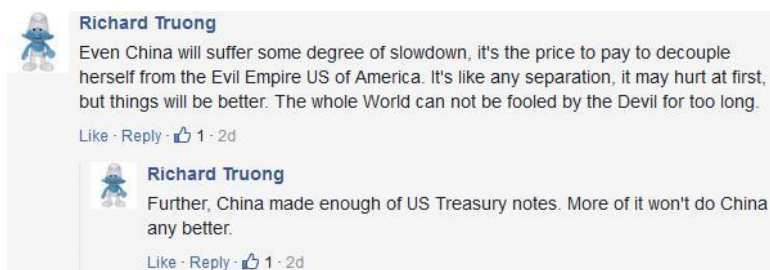 Richard Truong
Even China will suffer some degree of slowdown, it's the price to pay to decouple
herself from the Evil Empire US of America. It's like any separation, it may hurt at first,
but things will be better. The whole World can not be fooled by the Devil for too long.
Like · Reply · 1 · 2d
Richard Truong
Further, China made enough of US Treasury notes. More of it won't do China
any better.
Like · Reply · 1 · 2d